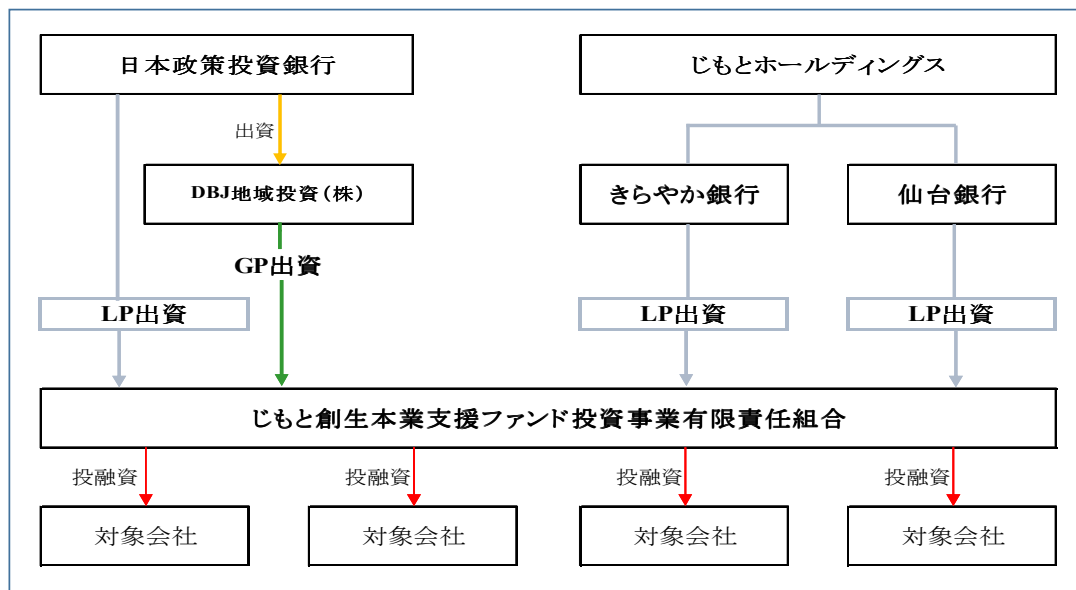 日本政策投資銀行
じもとホールディングス
出資
DBJ地域投資(株)
きらやか銀行
仙台銀行
GP出資
LP出資
LP出資
LP出資
じもと創生本業支援ファンド投資事業有限責任組合
投融資
投融資
投融資
投融資
対象会社
対象会社
対象会社
対象会社